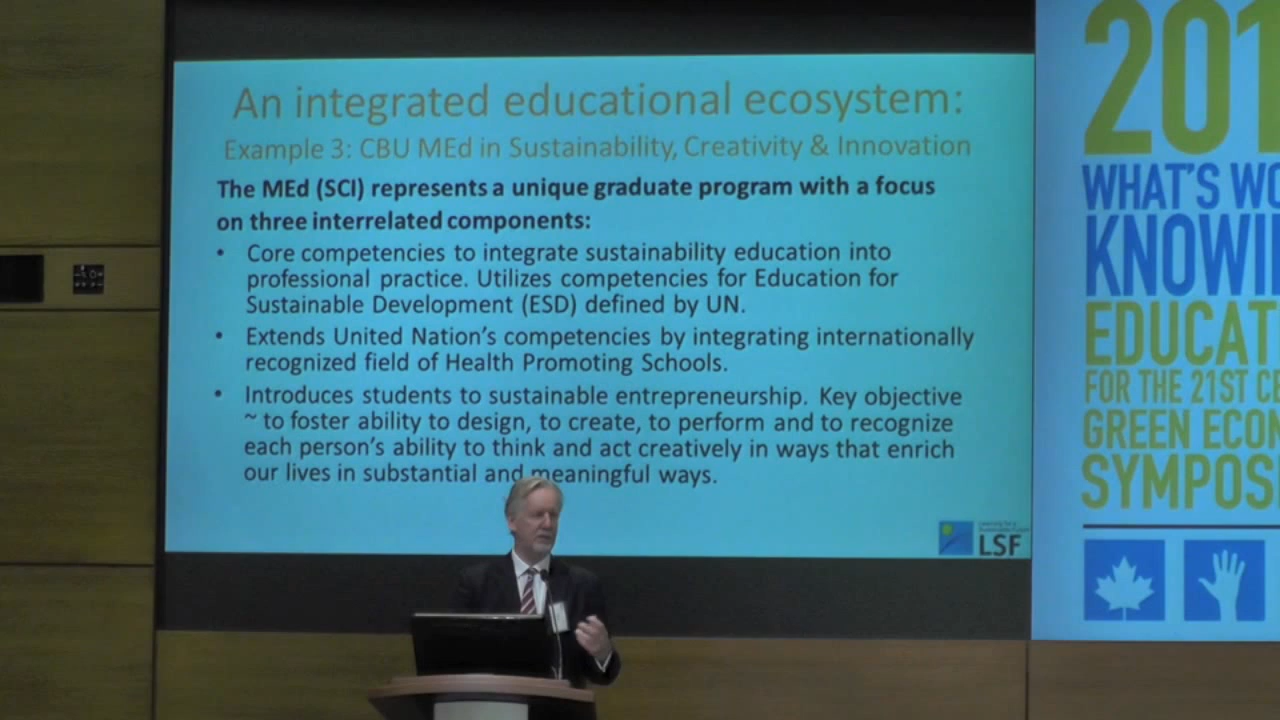 An integrated educational ecosystem:
Example 3: CBU MEd in Sustainability, Creativity & Innovation
The MEd (SCI) represents a unique graduate program with a focus
on three interrelated components:
• Core competencies to integrate sustainability education into
professional practice. Utilizes competencies for Education for
Sustainable Development (ESD) defined by UN.
• Extends United Nation's competencies by integrating internationally
recognized field of Health Promoting Schools.
• Introduces students to sustainable entrepreneurship. Key objective
~ to foster ability to design, to create, to perform and to recognize
each person's ability to think and act creatively in ways that enrich
our lives in substantial and meaningful ways.
LSF
201
WHAT'S WO
KNOWI
EDUCAT
FOR THE 21ST CE
GREEN ECON
SYMPOS